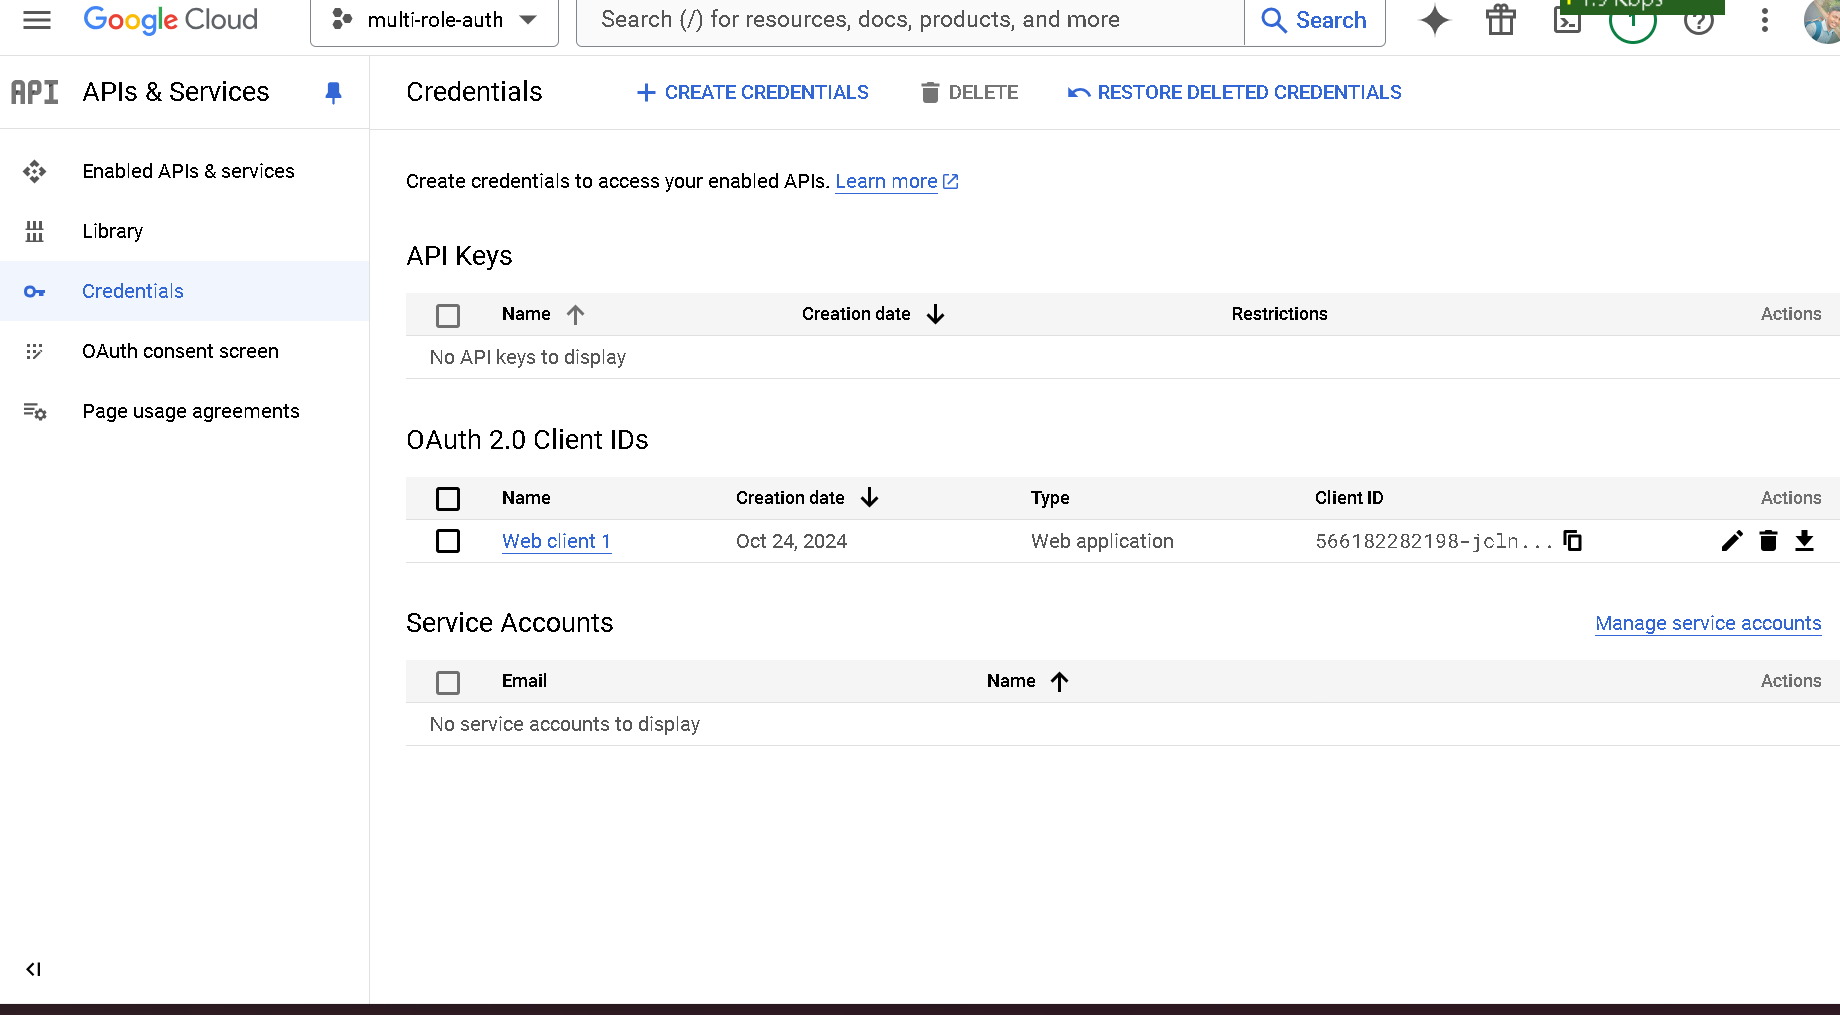 Google Cloud
multi-role-auth
Search (/) for resources, docs, products, and more
Search
1
API
APIs & Services
Credentials
CREATE CREDENTIALS
DELETE
RESTORE DELETED CREDENTIALS
Enabled APIs & services
Library
Credentials
OAuth consent screen
Page usage agreements
Create credentials to access your enabled APIs. Learn more
API Keys
Name
Creation date
Restrictions
Actions
No API keys to display
OAuth 2.0 Client IDs
Name
Creation date
Type
Client ID
Actions
Web client 1
Oct 24, 2024
Web application
566182282198-jcln...
Service Accounts
Manage service accounts
Email
Name
Actions
No service accounts to display